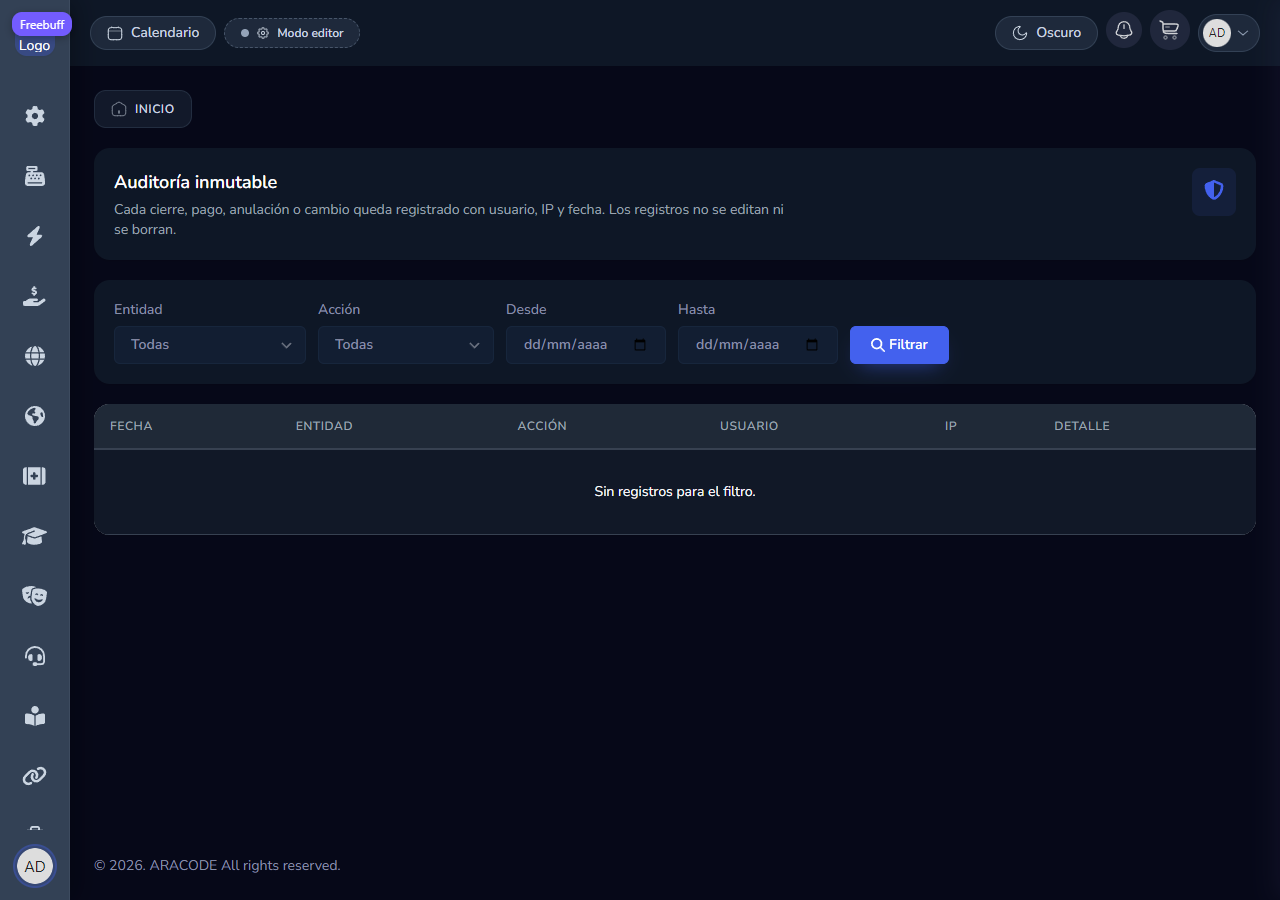 Freebuff
Logo
Calendario
Modo editor
Oscuro
AD
INICIO
Auditoría inmutable
Cada cierre, pago, anulación o cambio queda registrado con usuario, IP y fecha. Los registros no se editan ni
se borran.
Entidad
Acción
Desde
Hasta
Todas
Todas
dd/mm/aaaa
dd/mm/aaaa
Filtrar
FECHA
ENTIDAD
ACCIÓN
USUARIO
IP
DETALLE
Sin registros para el filtro.
© 2026. ARACODE All rights reserved.
AD